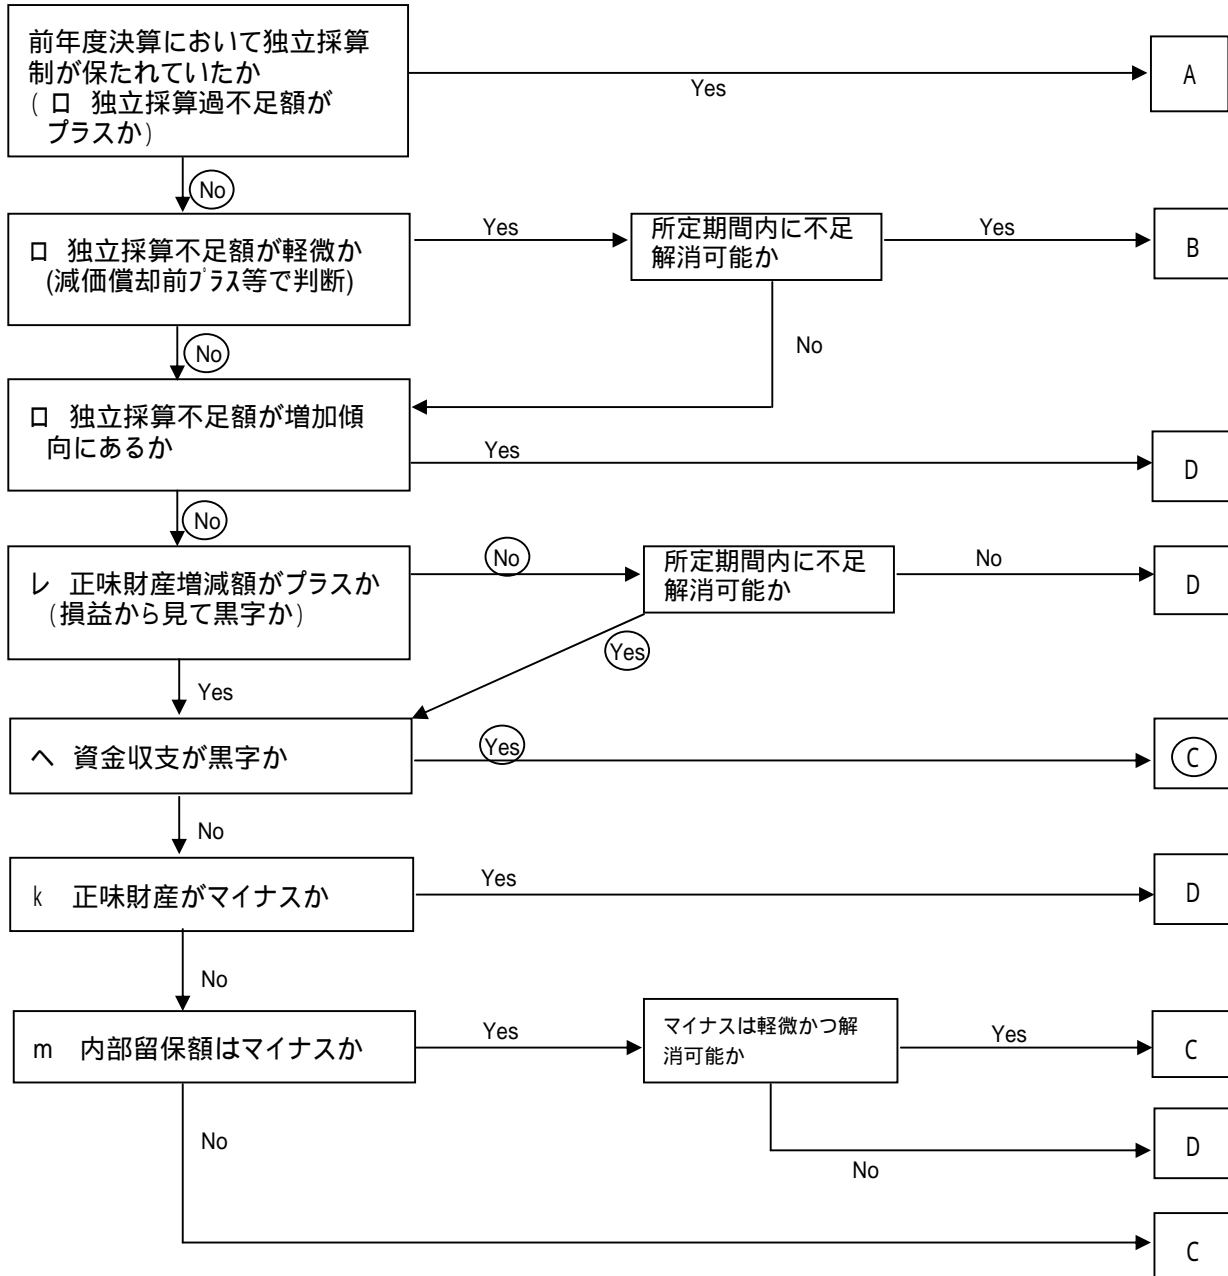 前年度決算において独立採算
制が保たれていたか
(ロ 独立採算過不足額が
プラスか)
Yes
A
No
ロ 独立採算不足額が軽微か
(減価償却前プラス等で判断)
Yes
所定期間内に不足
解消可能か
Yes
B
No
No
ロ 独立採算不足額が増加傾
向にあるか
Yes
D
No
レ 正味財産増減額がプラスか
(損益から見て黒字か)
No
所定期間内に不足
解消可能か
No
D
Yes
Yes
ヘ 資金収支が黒字か
Yes
C
No
k 正味財産がマイナスか
Yes
D
No
m 内部留保額はマイナスか
Yes
マイナスは軽微かつ解
消可能か
Yes
C
No
No
D
C